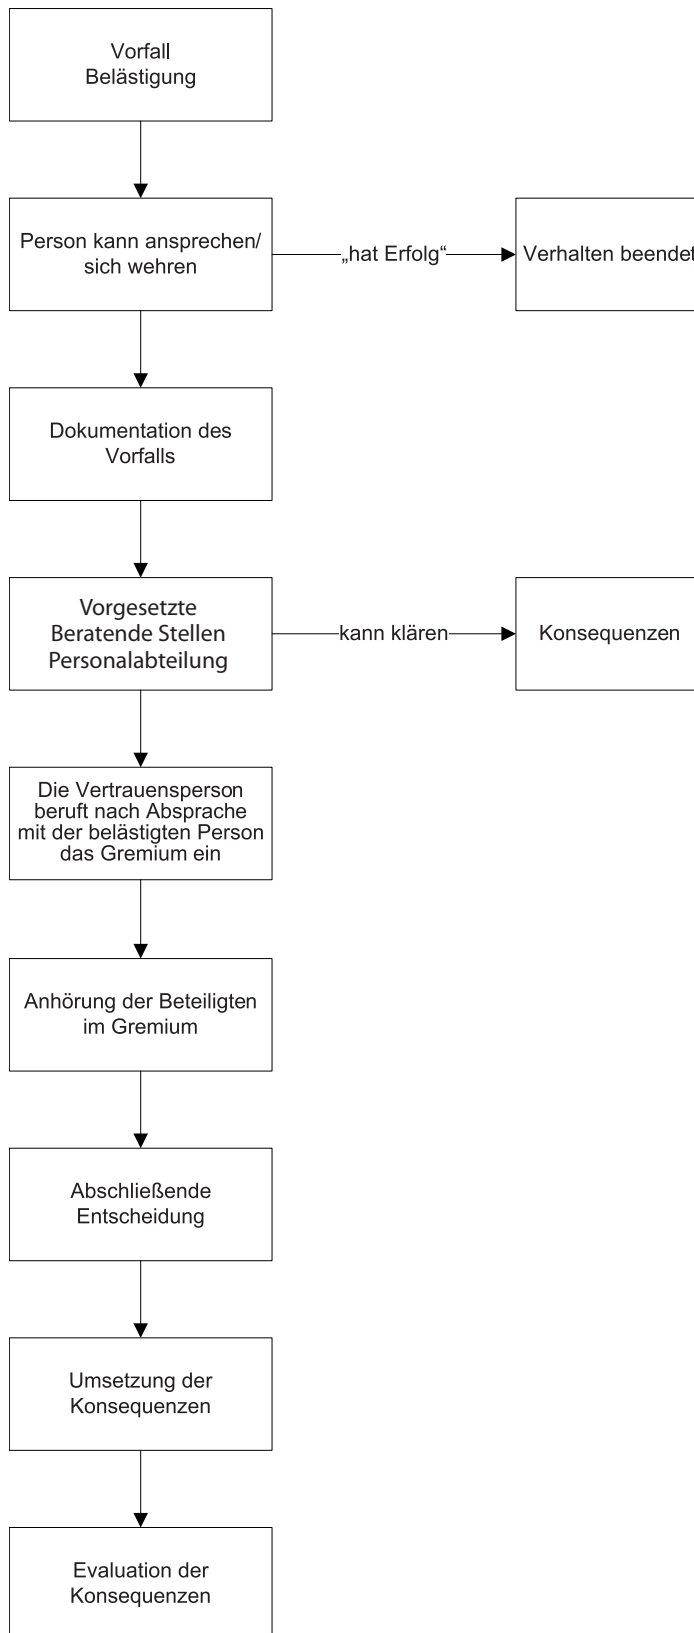 Vorfall
Belästigung
Person kann ansprechen/
sich wehren
„hat Erfolg“
Verhalten beendet
Dokumentation des
Vorfalls
Vorgesetzte
Beratende Stellen
Personalabteilung
kann klären
Konsequenzen
Die Vertrauensperson
beruft nach Absprache
mit der belästigten Person
das Gremium ein
Anhörung der Beteiligten
im Gremium
Abschließende
Entscheidung
Umsetzung der
Konsequenzen
Evaluation der
Konsequenzen